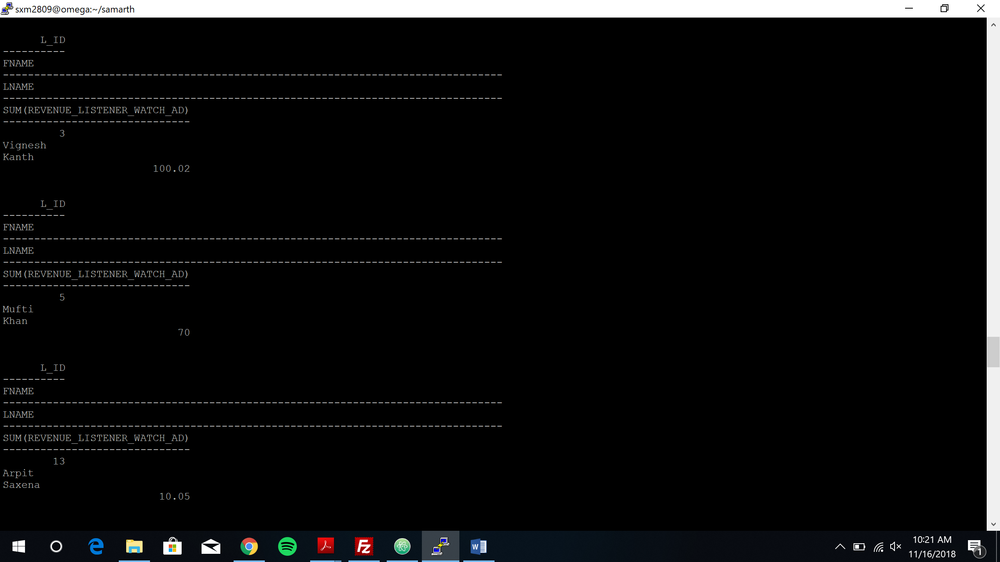 sxm2809@omega:~/samarth
      L_ID
----------
FNAME
--------------------------------------------------------------------------------
LNAME
--------------------------------------------------------------------------------
SUM(REVENUE_LISTENER_WATCH_AD)
------------------------------
         3
Vignesh
Kanth
                        100.02
      L_ID
----------
FNAME
--------------------------------------------------------------------------------
LNAME
--------------------------------------------------------------------------------
SUM(REVENUE_LISTENER_WATCH_AD)
------------------------------
         5
Mufti
Khan
                            70
      L_ID
----------
FNAME
--------------------------------------------------------------------------------
LNAME
--------------------------------------------------------------------------------
SUM(REVENUE_LISTENER_WATCH_AD)
------------------------------
        13
Arpit
Saxena
                         10.05
Fz
W
10:21 AM
11/16/2018
1